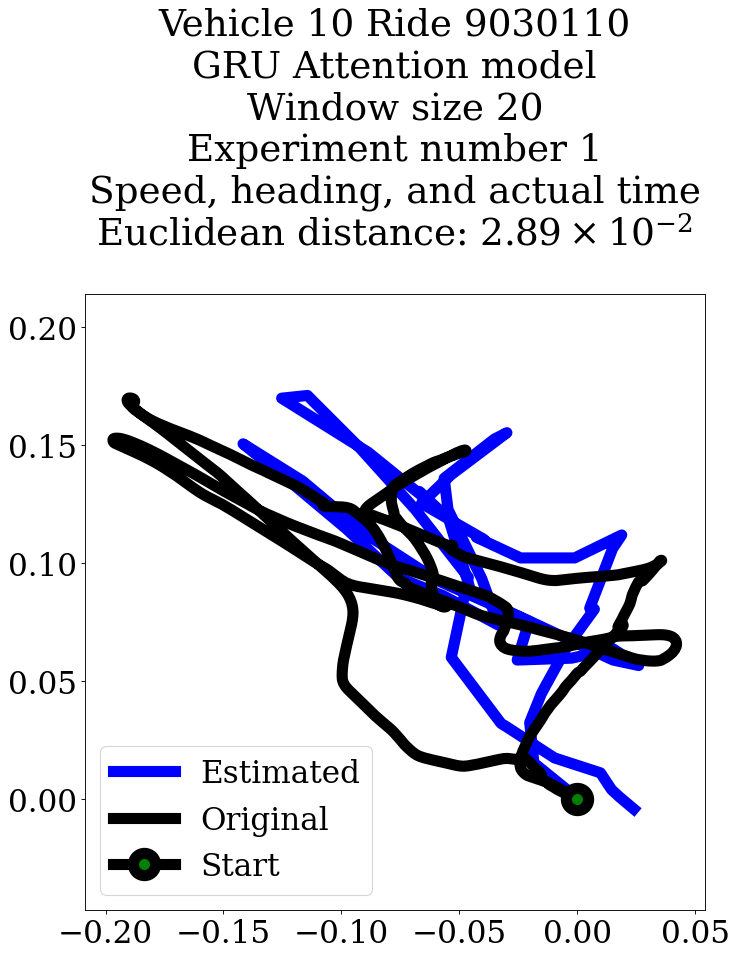 Vehicle 10 Ride 9030110
GRU Attention model
Window size 20
Experiment number 1
Speed, heading, and actual time
Euclidean distance: 2.89 × 10⁻²
0.20
0.15
0.10
0.05
0.00
Estimated
Original
Start
−0.20 −0.15 −0.10 −0.05 0.00 0.05